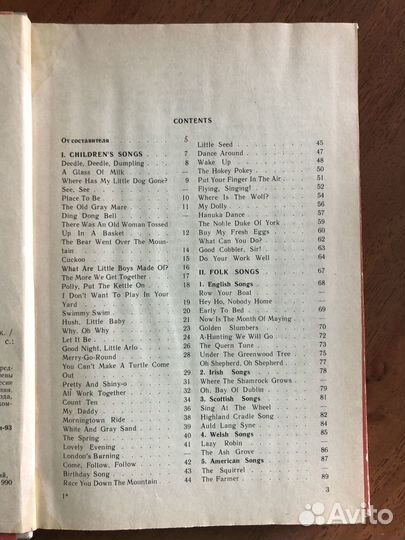 CONTENTS
От составителя 5
I. CHILDREN'S SONGS 7
Deedle, Deedle, Dumpling 8
A Glass Of Milk —
Where Has My Little Dog Gone? 9
See, See —
Place To Be 10
The Old Gray Mare 11
Ding Dong Bell —
There Was An Old Woman Tossed
Up In A Basket 12
The Bear Went Over The Moun-
tain 14
Cuckoo 15
What Are Little Boys Made Of? 16
The More We Get Together 17
Polly, Put The Kettle On 18
I Don't Want To Play In Your
Yard —
Swimmy Swim 20
Hush, Little Baby 21
Why, Oh Why 22
Let It Be 24
Good Night, Little Arlo 26
Merry-Go-Round 28
You Can't Make A Turtle Come
Out 29
Pretty And Shiny-o 31
All Work Together 32
Count Ten 34
My Daddy
Morningtown Ride 38
White And Gray Sand
The Spring 40
Lovely Evening —
London's Burning —
Come, Follow, Follow 42
Birthday Song 43
Race You Down The Mountain 44
1*
Little Seed 45
Dance Around 47
Wake Up 48
The Hokey Pokey 50
Put Your Finger In The Air 51
Flying, Singing! 52
Where Is The Wolf? 54
My Dolly 56
Hanuka Dance 57
The Noble Duke Of York 59
Buy My Fresh Eggs 60
What Can You Do? 62
Good Cobbler, Sir! 63
Do Your Work Well 64
II. FOLK SONGS 67
1. English Songs 68
Row Your Boat —
Hey Ho, Nobody Home —
Early To Bed 69
Now Is The Month Of Maying —
Golden Slumbers 70
A-Hunting We Will Go 72
The Quern Tune
Under The Greenwood Tree
Oh Shepherd, Oh Shepherd
2. Irish Songs 78
Where The Shamrock Grows —
Oh, Bay Of Dublin 79
3. Scottish Songs 81
Sing At The Wheel —
Highland Cradle Song
Auld Lang Syne 84
4. Welsh Songs 85
Lazy Robin —
The Ash Grove 86
5. American Songs 87
The Squirrel —
The Farmer 89
3
Avito